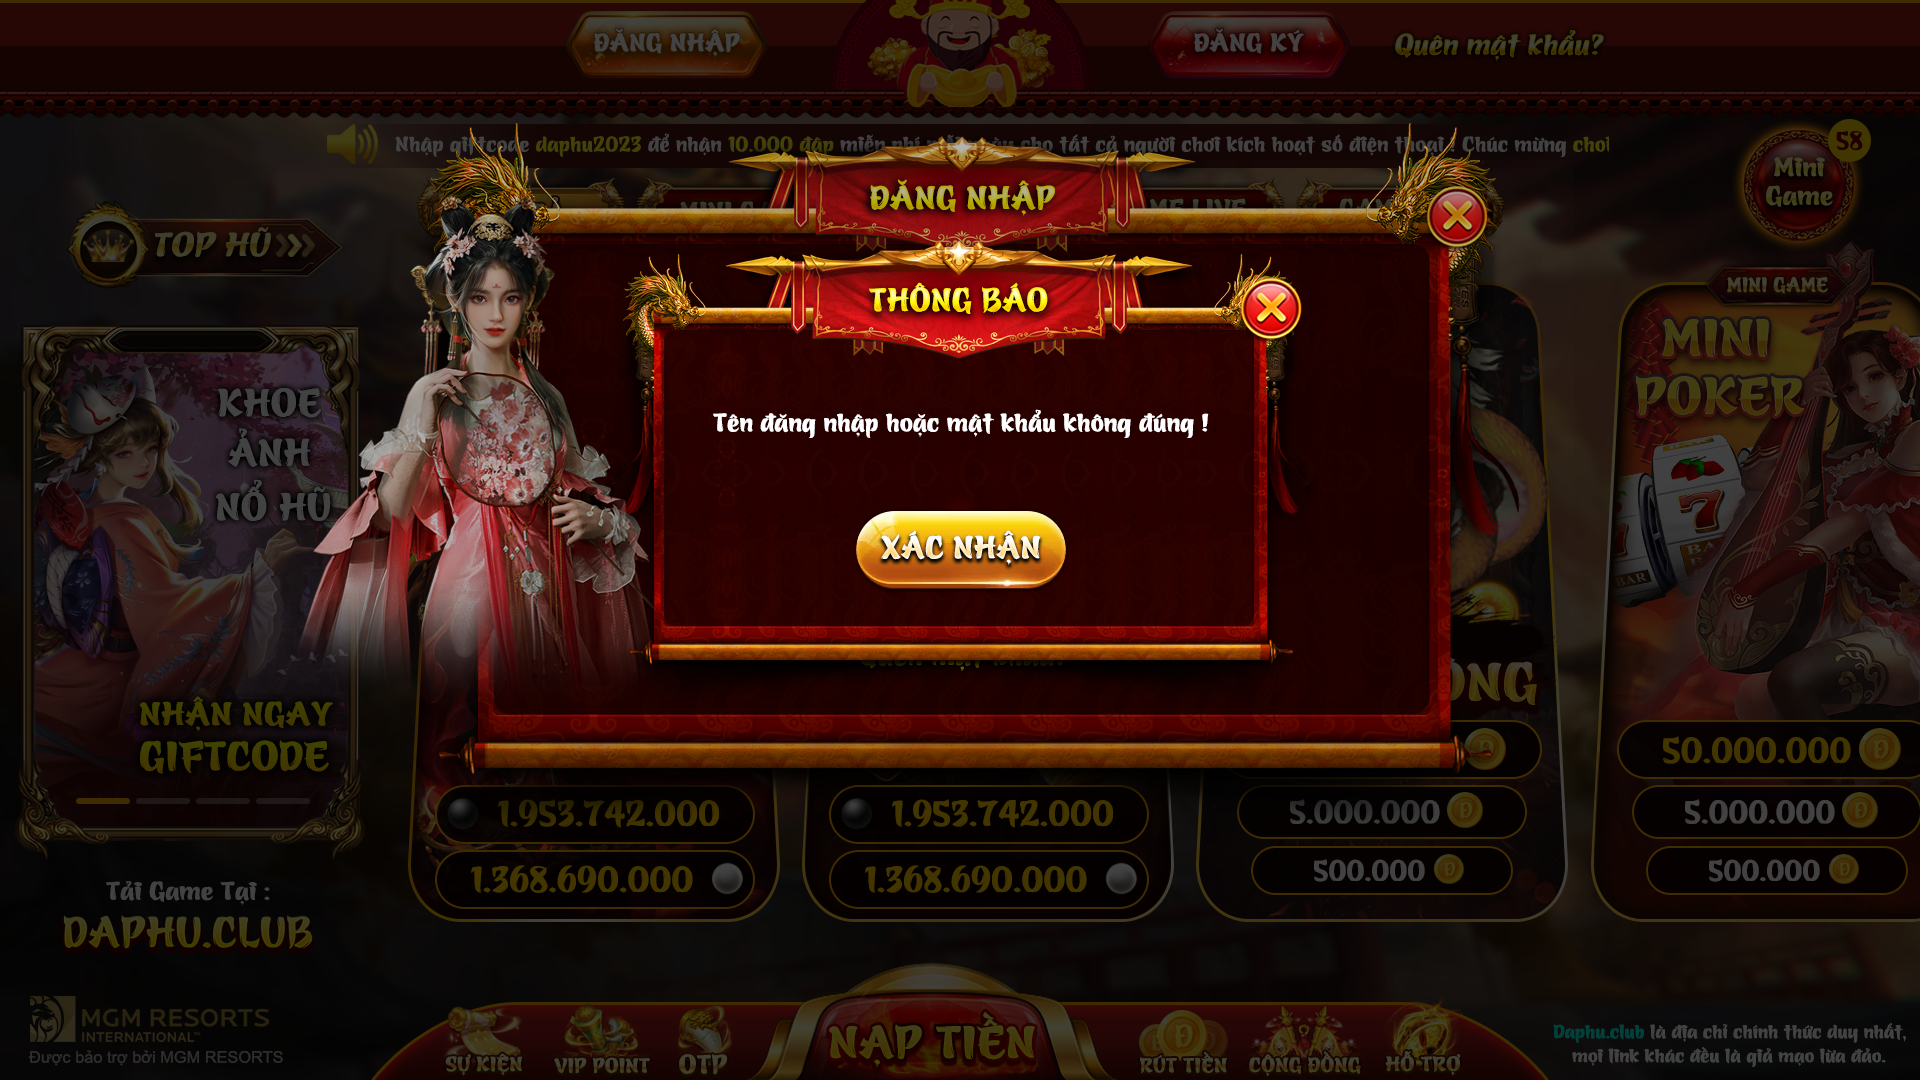 ĐĂNG NHẬP
ĐĂNG KÝ
Quên mật khẩu?
Nhập giftcode daphu2023 để nhận 10.000 đập miễn phí cho tất cả người chơi kích hoạt số điện thoại ! Chúc mừng chơi
58
Mini
Game
TOP HŨ
ĐĂNG NHẬP
THÔNG BÁO
Tên đăng nhập hoặc mật khẩu không đúng !
XÁC NHẬN
KHOE
ẢNH
NỔ HŨ
NHẬN NGAY
GIFTCODE
Tải Game Tại :
DAPHU.CLUB
MGM RESORTS
INTERNATIONAL™
Được bảo trợ bởi MGM RESORTS
1.953.742.000
1.368.690.000
1.953.742.000
1.368.690.000
5.000.000
500.000
MINI GAME
MINI
POKER
7
BAR
50.000.000
5.000.000
500.000
SỰ KIỆN
VIP POINT
OTP
NẠP TIỀN
RÚT TIỀN
CỘNG ĐỒNG
HỖ TRỢ
Daphu.club là địa chỉ chính thức duy nhất,
mọi link khác đều là giả mạo lừa đảo.